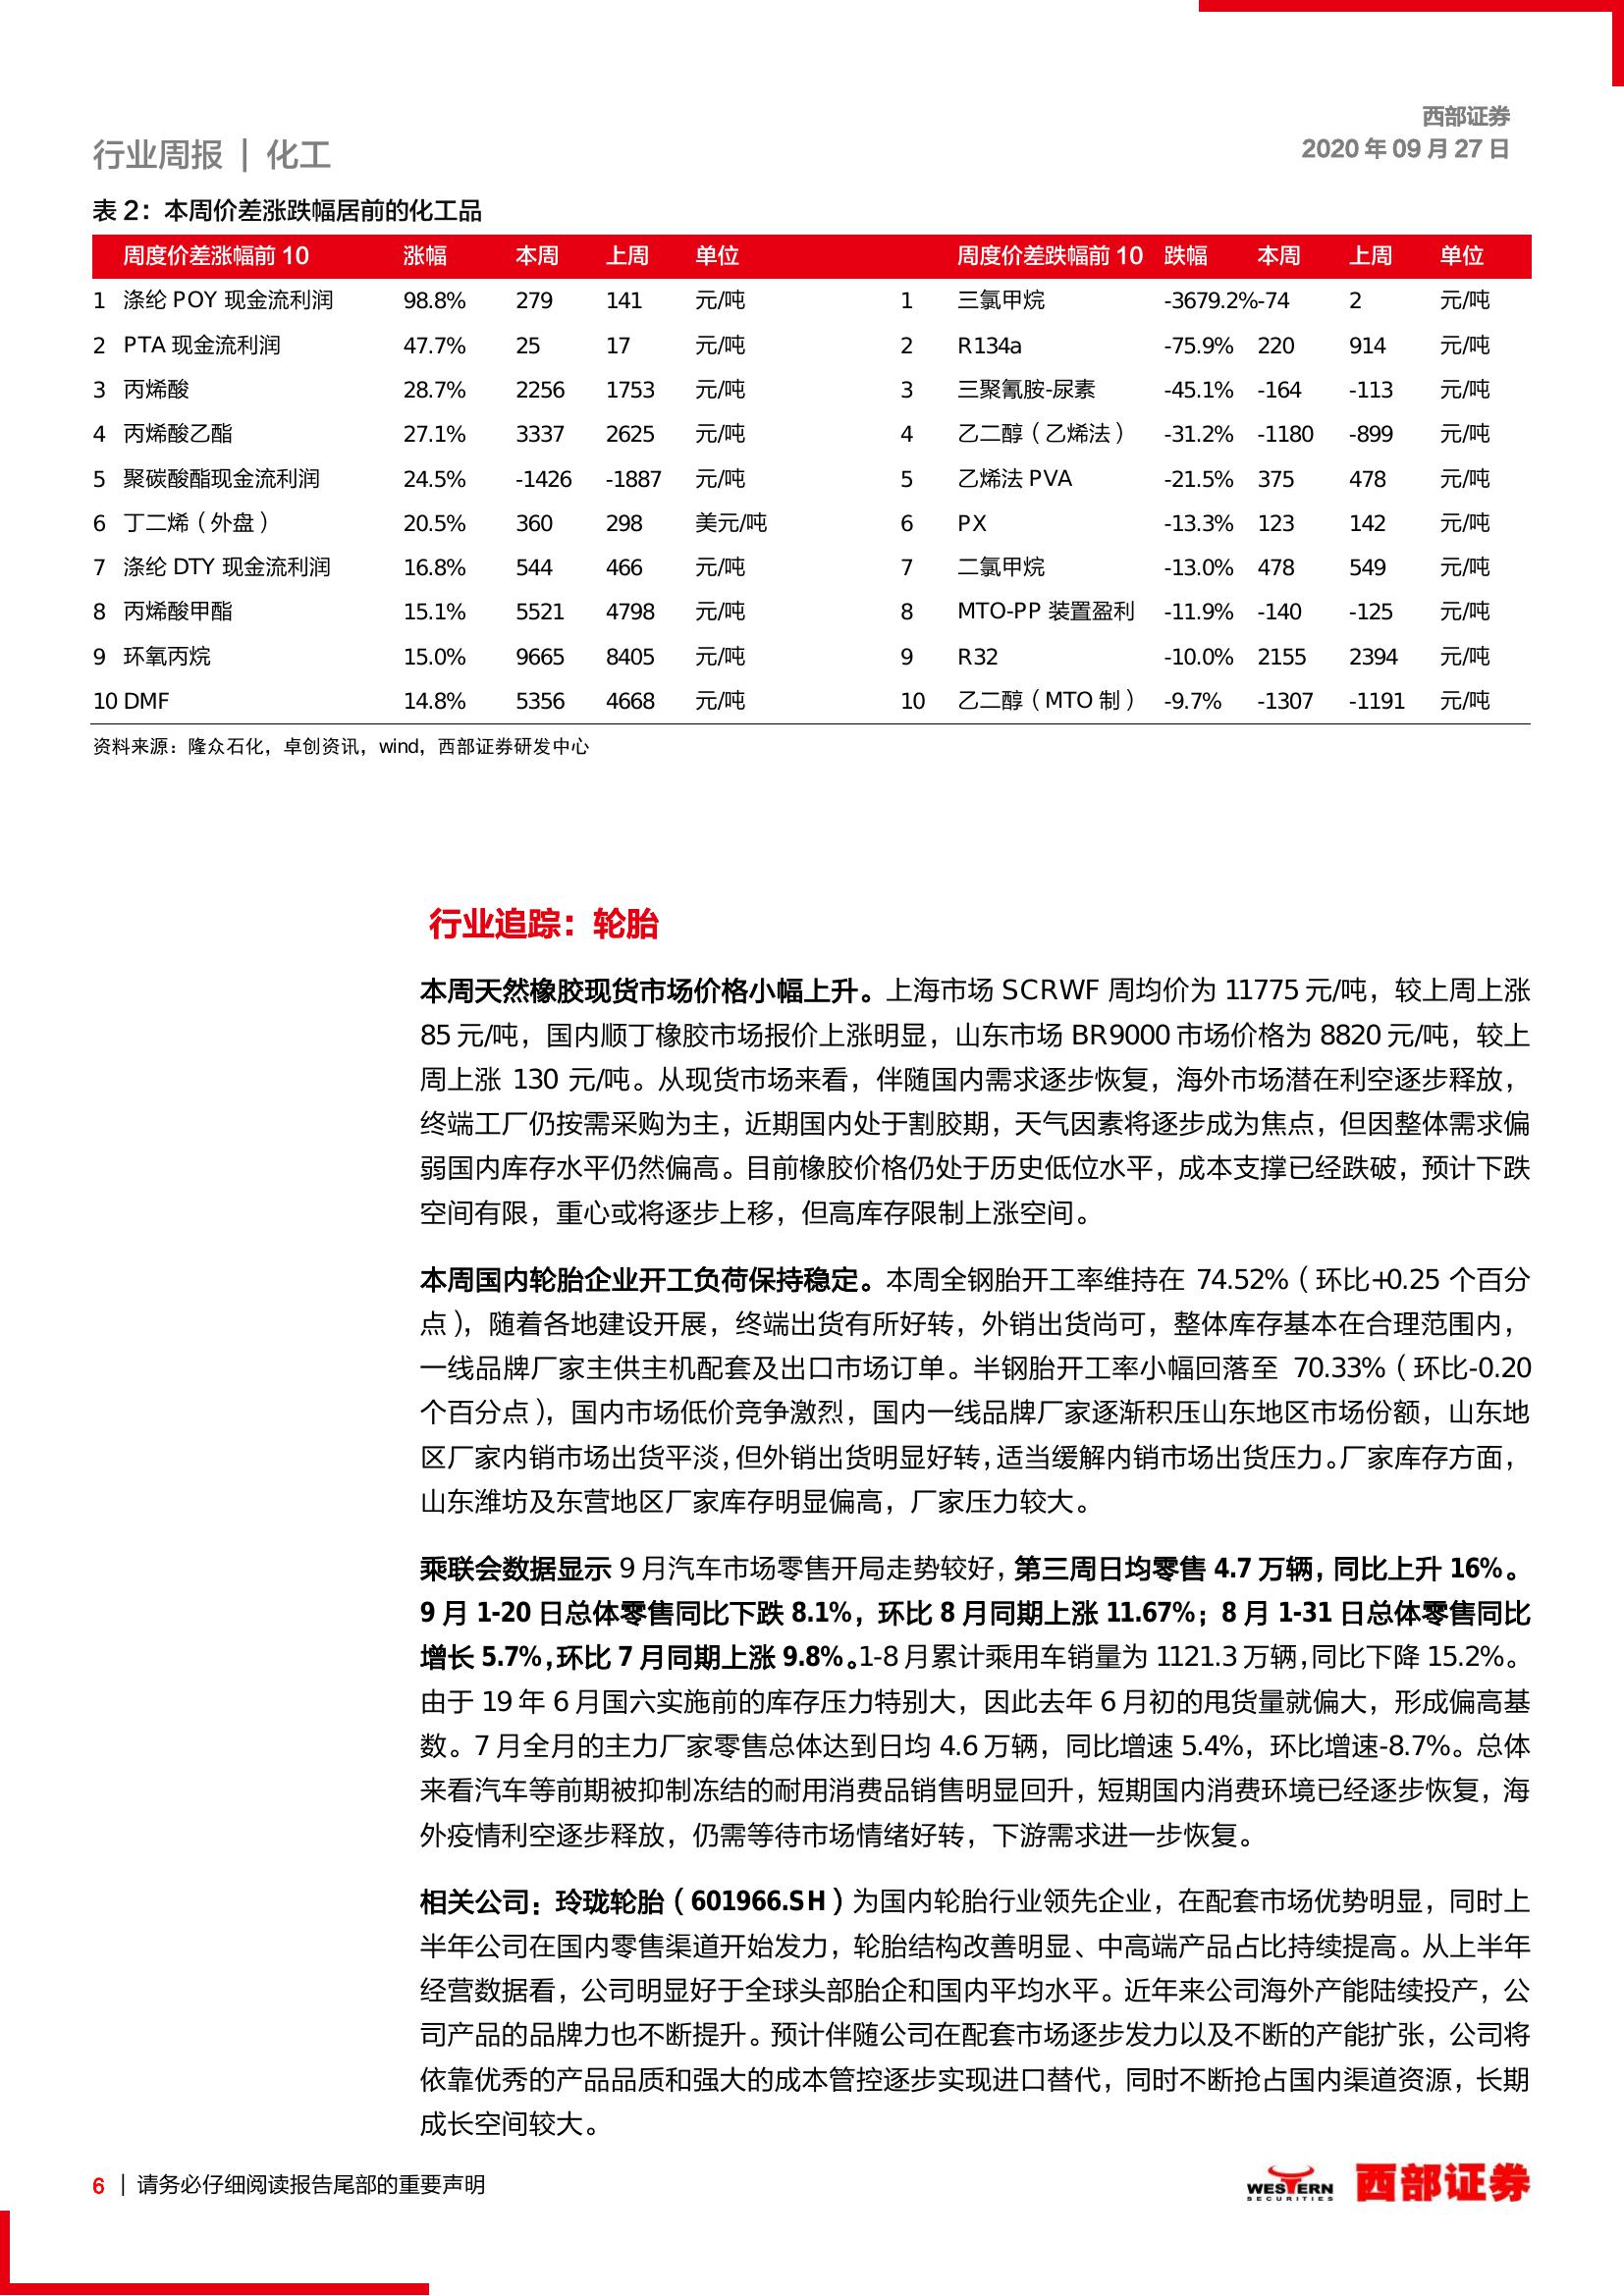 西部证券
行业周报 | 化工
2020 年 09 月 27 日
表 2：本周价差涨跌幅居前的化工品
周度价差涨幅前 10 涨幅 本周 上周 单位 周度价差跌幅前 10 跌幅 本周 上周 单位
1 涤纶 POY 现金流利润 98.8% 279 141 元/吨 1 三氯甲烷 -3679.2%-74 2 元/吨
2 PTA 现金流利润 47.7% 25 17 元/吨 2 R134a -75.9% 220 914 元/吨
3 丙烯酸 28.7% 2256 1753 元/吨 3 三聚氰胺-尿素 -45.1% -164 -113 元/吨
4 丙烯酸乙酯 27.1% 3337 2625 元/吨 4 乙二醇（乙烯法） -31.2% -1180 -899 元/吨
5 聚碳酸酯现金流利润 24.5% -1426 -1887 元/吨 5 乙烯法 PVA -21.5% 375 478 元/吨
6 丁二烯（外盘） 20.5% 360 298 美元/吨 6 PX -13.3% 123 142 元/吨
7 涤纶 DTY 现金流利润 16.8% 544 466 元/吨 7 二氯甲烷 -13.0% 478 549 元/吨
8 丙烯酸甲酯 15.1% 5521 4798 元/吨 8 MTO-PP 装置盈利 -11.9% -140 -125 元/吨
9 环氧丙烷 15.0% 9665 8405 元/吨 9 R32 -10.0% 2155 2394 元/吨
10 DMF 14.8% 5356 4668 元/吨 10 乙二醇（MTO 制） -9.7% -1307 -1191 元/吨
资料来源：隆众石化，卓创资讯，wind，西部证券研发中心
行业追踪：轮胎
本周天然橡胶现货市场价格小幅上升。上海市场 SCRWF 周均价为 11775 元/吨，较上周上涨
85 元/吨，国内顺丁橡胶市场报价上涨明显，山东市场 BR9000 市场价格为 8820 元/吨，较上
周上涨 130 元/吨。从现货市场来看，伴随国内需求逐步恢复，海外市场潜在利空逐步释放，
终端工厂仍按需采购为主，近期国内处于割胶期，天气因素将逐步成为焦点，但因整体需求偏
弱国内库存水平仍然偏高。目前橡胶价格仍处于历史低位水平，成本支撑已经跌破，预计下跌
空间有限，重心或将逐步上移，但高库存限制上涨空间。
本周国内轮胎企业开工负荷保持稳定。本周全钢胎开工率维持在 74.52%（环比+0.25 个百分
点），随着各地建设开展，终端出货有所好转，外销出货尚可，整体库存基本在合理范围内，
一线品牌厂家主供主机配套及出口市场订单。半钢胎开工率小幅回落至 70.33%（环比-0.20
个百分点），国内市场低价竞争激烈，国内一线品牌厂家逐渐积压山东地区市场份额，山东地
区厂家内销市场出货平淡，但外销出货明显好转，适当缓解内销市场出货压力。厂家库存方面，
山东潍坊及东营地区厂家库存明显偏高，厂家压力较大。
乘联会数据显示 9 月汽车市场零售开局走势较好，第三周日均零售 4.7 万辆，同比上升 16%。
9 月 1-20 日总体零售同比下跌 8.1%，环比 8 月同期上涨 11.67%；8 月 1-31 日总体零售同比
增长 5.7%，环比 7 月同期上涨 9.8%。1-8 月累计乘用车销量为 1121.3 万辆，同比下降 15.2%。
由于 19 年 6 月国六实施前的库存压力特别大，因此去年 6 月初的甩货量就偏大，形成偏高基
数。7 月全月的主力厂家零售总体达到日均 4.6 万辆，同比增速 5.4%，环比增速-8.7%。总体
来看汽车等前期被抑制冻结的耐用消费品销售明显回升，短期国内消费环境已经逐步恢复，海
外疫情利空逐步释放，仍需等待市场情绪好转，下游需求进一步恢复。
相关公司：玲珑轮胎（601966.SH）为国内轮胎行业领先企业，在配套市场优势明显，同时上
半年公司在国内零售渠道开始发力，轮胎结构改善明显、中高端产品占比持续提高。从上半年
经营数据看，公司明显好于全球头部胎企和国内平均水平。近年来公司海外产能陆续投产，公
司产品的品牌力也不断提升。预计伴随公司在配套市场逐步发力以及不断的产能扩张，公司将
依靠优秀的产品品质和强大的成本管控逐步实现进口替代，同时不断抢占国内渠道资源，长期
成长空间较大。
6 | 请务必仔细阅读报告尾部的重要声明
WESTERN
SECURITIES
西部证券